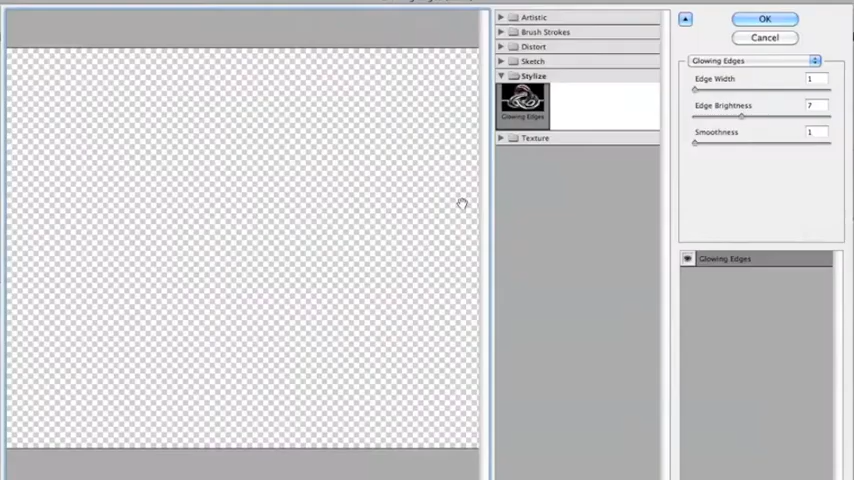 Artistic
Brush Strokes
Distort
Sketch
Stylize
Glowing Edges
Texture
OK
Cancel
Glowing Edges
Edge Width 1
Edge Brightness 7
Smoothness 1
Glowing Edges